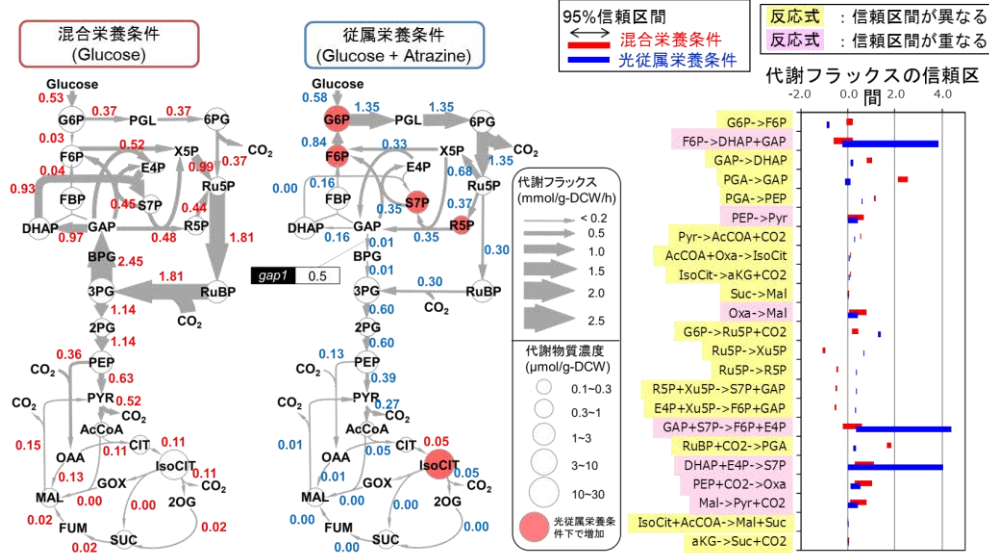 混合栄養条件
(Glucose)
Glucose
0.53
0.37
0.37
G6P
PGL
6PG
0.03
0.52
CO2
F6P
X5P
0.37
0.04
E4P
0.99
0.93
Ru5P
FBP
0.45
S7P
0.44
DHAP
0.97
GAP
0.48
R5P
1.81
BPG
2.45
1.81
3PG
RuBP
CO2
1.14
2PG
1.14
0.36
PEP
CO2
0.63
PYR
0.52
CO2
CO2
AcCoA
0.15
0.11
CIT
0.11
OAA
IsoCIT
0.11
0.13
GOX
CO2
MAL
0.00
0.00
2OG
0.02
FUM
0.02
0.02
SUC
従属栄養条件
(Glucose + Atrazine)
Glucose
0.58
1.35
1.35
G6P
PGL
6PG
0.84
0.33
CO2
F6P
X5P
1.35
E4P
0.68
0.00
0.16
Ru5P
FBP
S7P
0.37
0.35
R5P
DHAP
0.16
GAP
0.35
0.01
0.30
BPG
gap1
0.5
0.01
0.30
3PG
RuBP
CO2
0.60
2PG
0.60
0.13
PEP
CO2
0.39
PYR
0.27
CO2
CO2
AcCoA
0.01
0.05
CIT
0.05
OAA
IsoCIT
0.05
0.01
GOX
CO2
MAL
0.00
0.00
2OG
0.00
FUM
0.00
0.00
SUC
代謝フラックス
(mmol/g-DCW/h)
< 0.2
0.5
1.0
1.5
2.0
2.5
代謝物質濃度
(μmol/g-DCW)
0.1~0.3
0.3~1
1~3
3~10
10~30
光従属栄養条
件下で増加
95%信頼区間
混合栄養条件
光従属栄養条件
反応式 :信頼区間が異なる
反応式 :信頼区間が重なる
代謝フラックスの信頼区
間
-2.0 0.0 2.0 4.0
G6P->F6P
F6P->DHAP+GAP
GAP->DHAP
PGA->GAP
PGA->PEP
PEP->Pyr
Pyr->AcCOA+CO2
AcCOA+Oxa->IsoCit
IsoCit->aKG+CO2
Suc->Mal
Oxa->Mal
G6P->Ru5P+CO2
Ru5P->Xu5P
Ru5P->R5P
R5P+Xu5P->S7P+GAP
E4P+Xu5P->F6P+GAP
GAP+S7P->F6P+E4P
RuBP+CO2->PGA
DHAP+E4P->S7P
PEP+CO2->Oxa
Mal->Pyr+CO2
IsoCit+AcCOA->Mal+Suc
aKG->Suc+CO2